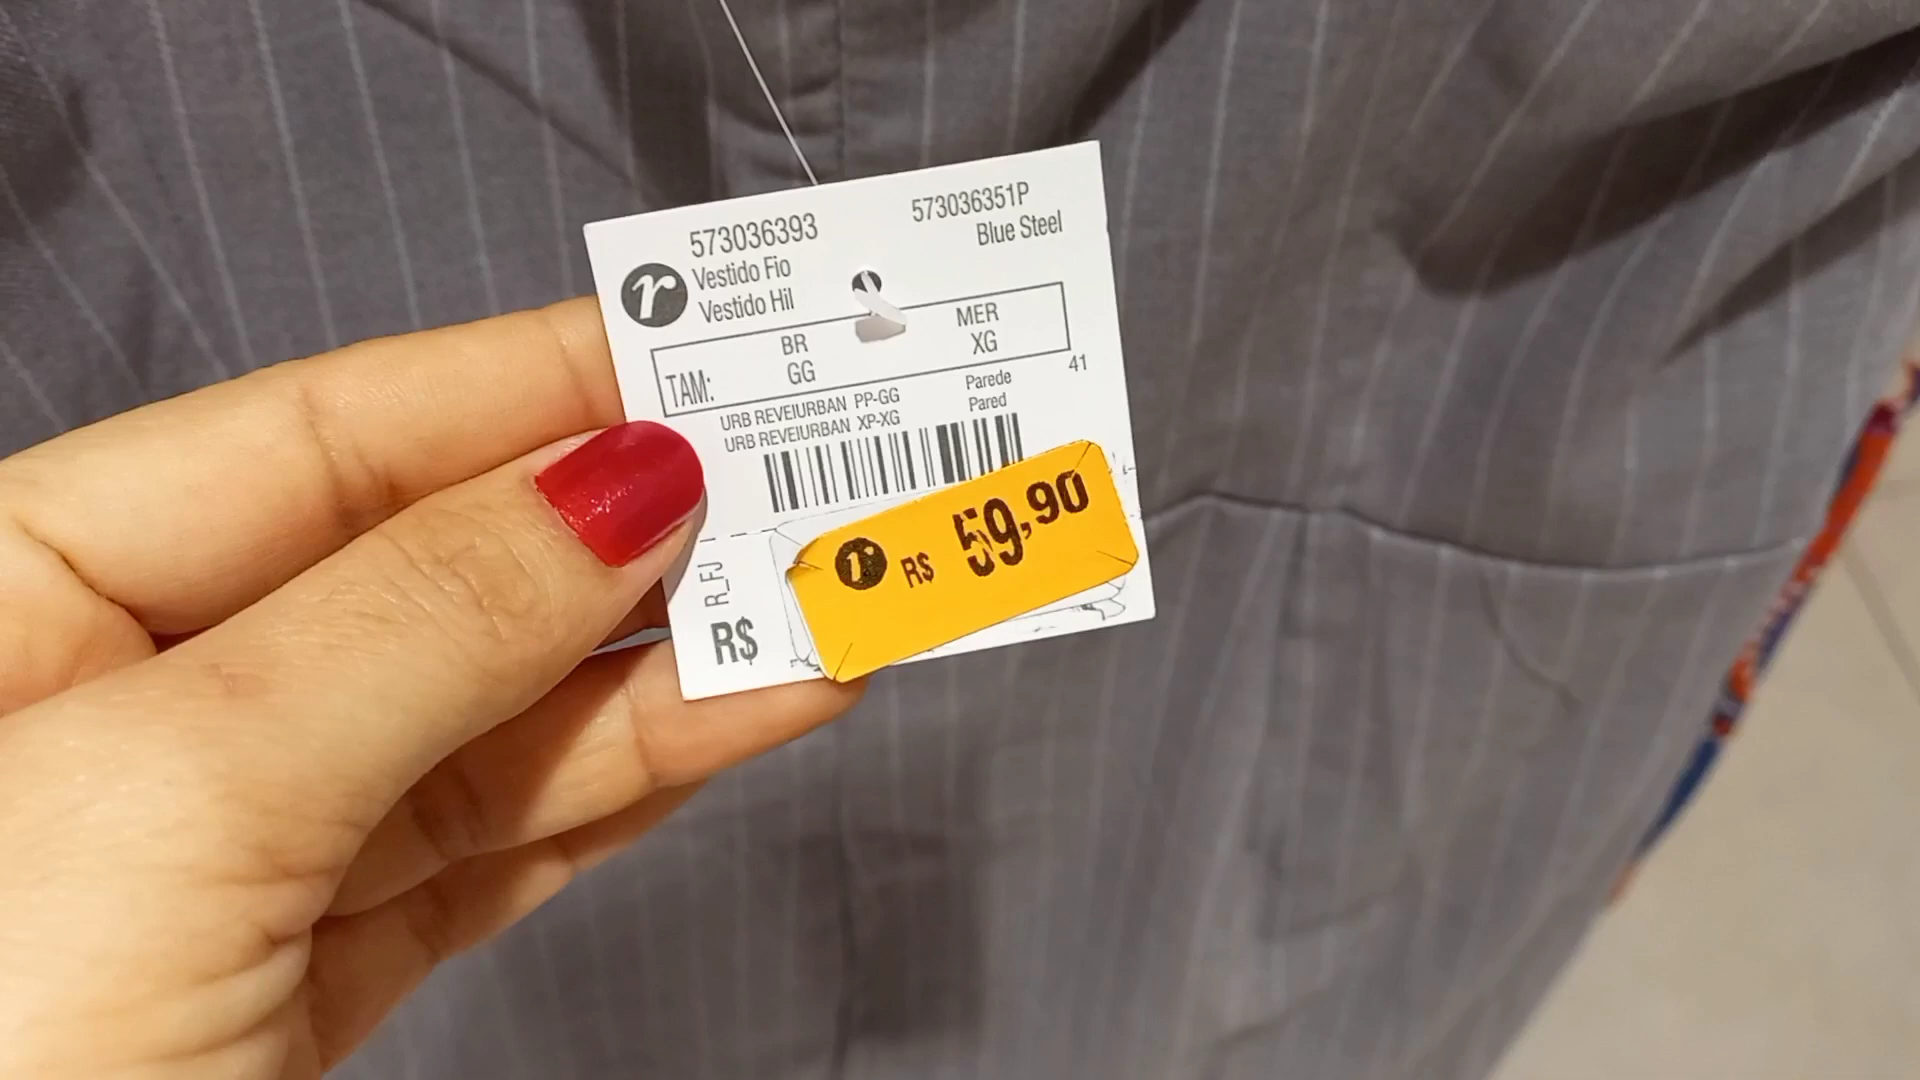 573036393
573036351P
Blue Steel
r
Vestido Fio
Vestido Hil
BR
MER
TAM:
GG
XG
41
URB REVEIURBAN PP-GG
Parede
URB REVEIURBAN XP-XG
Pared
r R$ 59,90
R_FJ
R$